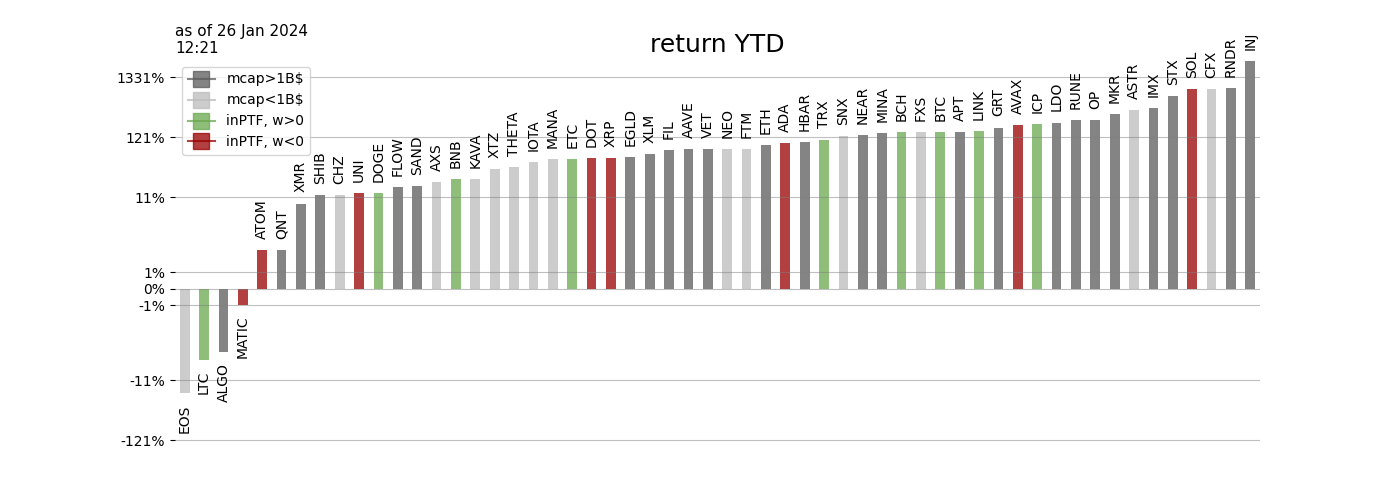 as of 26 Jan 2024
12:21
return YTD
mcap>1B$
mcap<1B$
inPTF, w>0
inPTF, w<0
1331%
121%
11%
1%
0%
-1%
-11%
-121%
EOS
LTC
ALGO
MATIC
ATOM
QNT
XMR
SHIB
CHZ
UNI
DOGE
FLOW
SAND
AXS
BNB
KAVA
XTZ
THETA
IOTA
MANA
ETC
DOT
XRP
EGLD
XLM
FIL
AAVE
VET
NEO
FTM
ETH
ADA
HBAR
TRX
SNX
NEAR
MINA
BCH
FXS
BTC
APT
LINK
GRT
AVAX
ICP
LDO
RUNE
OP
MKR
ASTR
IMX
STX
SOL
CFX
RNDR
INJ